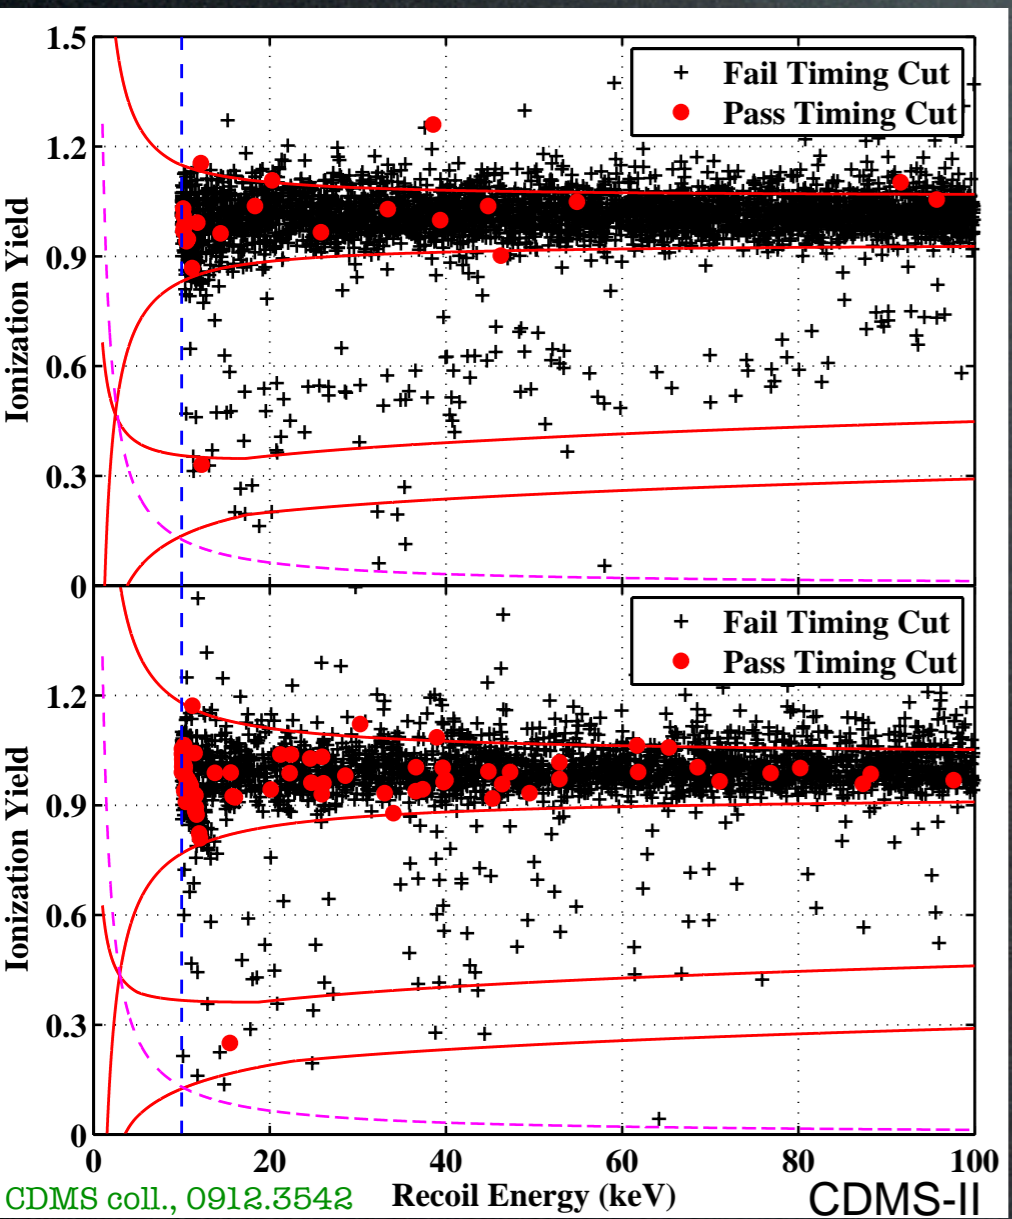 1.5
Fail Timing Cut
Pass Timing Cut
1.2
0.9
0.6
0.3
0
Ionization Yield
Fail Timing Cut
Pass Timing Cut
1.2
0.9
0.6
0.3
0
Ionization Yield
0 20 40 60 80 100
CDMS coll., 0912.3542 Recoil Energy (keV) CDMS-II